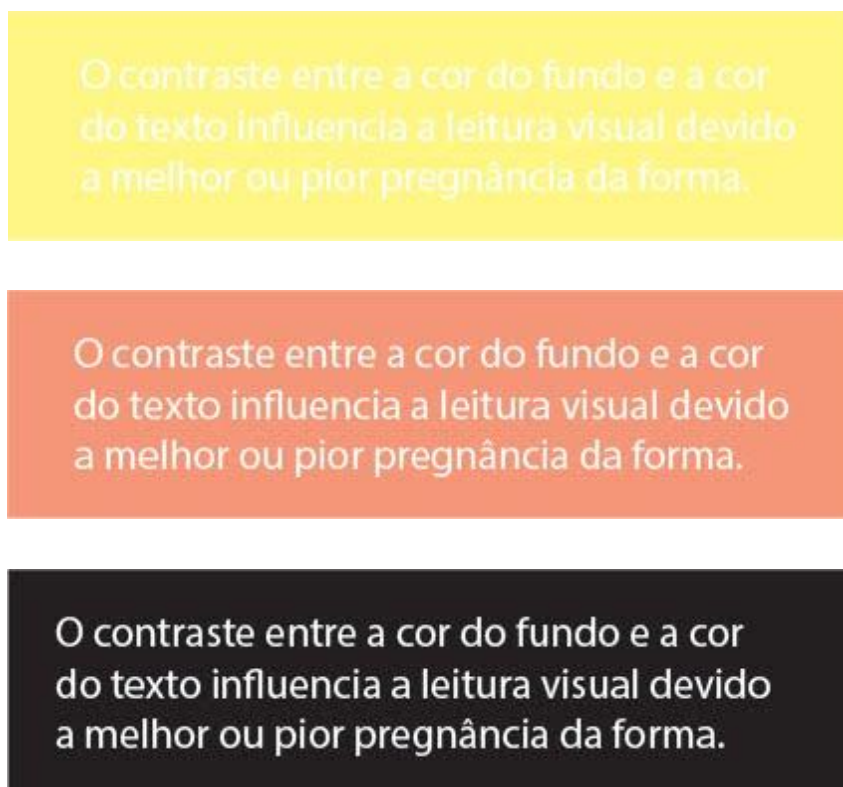 O contraste entre a cor do fundo e a cor
do texto influencia a leitura visual devido
a melhor ou pior pregnância da forma.
O contraste entre a cor do fundo e a cor
do texto influencia a leitura visual devido
a melhor ou pior pregnância da forma.
O contraste entre a cor do fundo e a cor
do texto influencia a leitura visual devido
a melhor ou pior pregnância da forma.